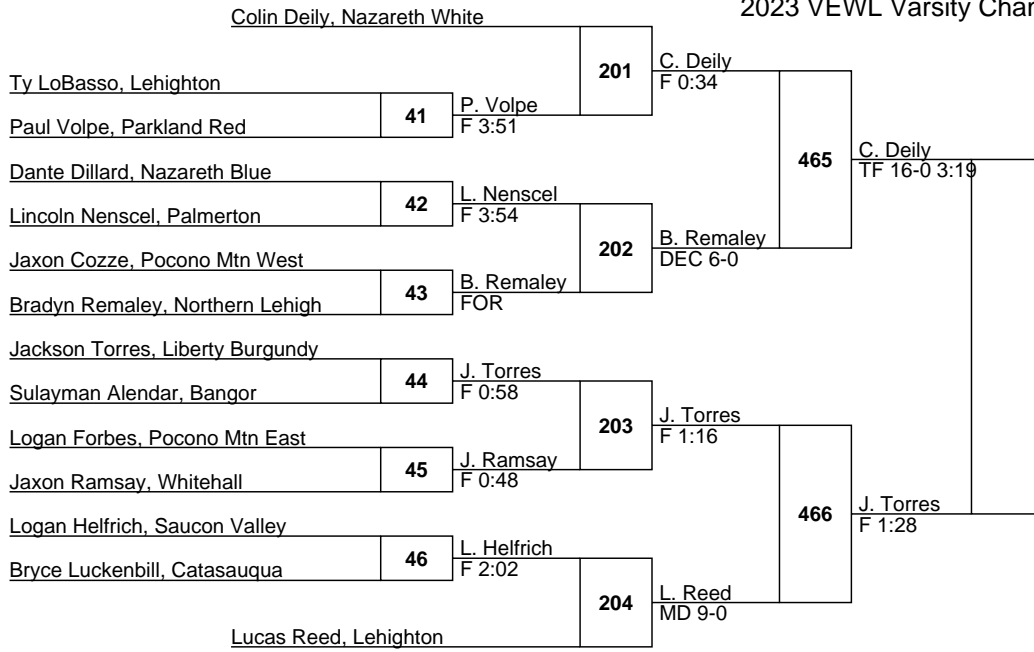 2023 VEWL Varsity Char
Colin Deily, Nazareth White
201
C. Deily
F 0:34
Ty LoBasso, Lehighton
41
P. Volpe
F 3:51
Paul Volpe, Parkland Red
465
C. Deily
TF 16-0 3:19
Dante Dillard, Nazareth Blue
42
L. Nenscel
F 3:54
Lincoln Nenscel, Palmerton
202
B. Remaley
DEC 6-0
Jaxon Cozze, Pocono Mtn West
43
B. Remaley
FOR
Bradyn Remaley, Northern Lehigh
Jackson Torres, Liberty Burgundy
44
J. Torres
F 0:58
Sulayman Alendar, Bangor
203
J. Torres
F 1:16
Logan Forbes, Pocono Mtn East
45
J. Ramsay
F 0:48
Jaxon Ramsay, Whitehall
466
J. Torres
F 1:28
Logan Helfrich, Saucon Valley
46
L. Helfrich
F 2:02
Bryce Luckenbill, Catasauqua
204
L. Reed
MD 9-0
Lucas Reed, Lehighton